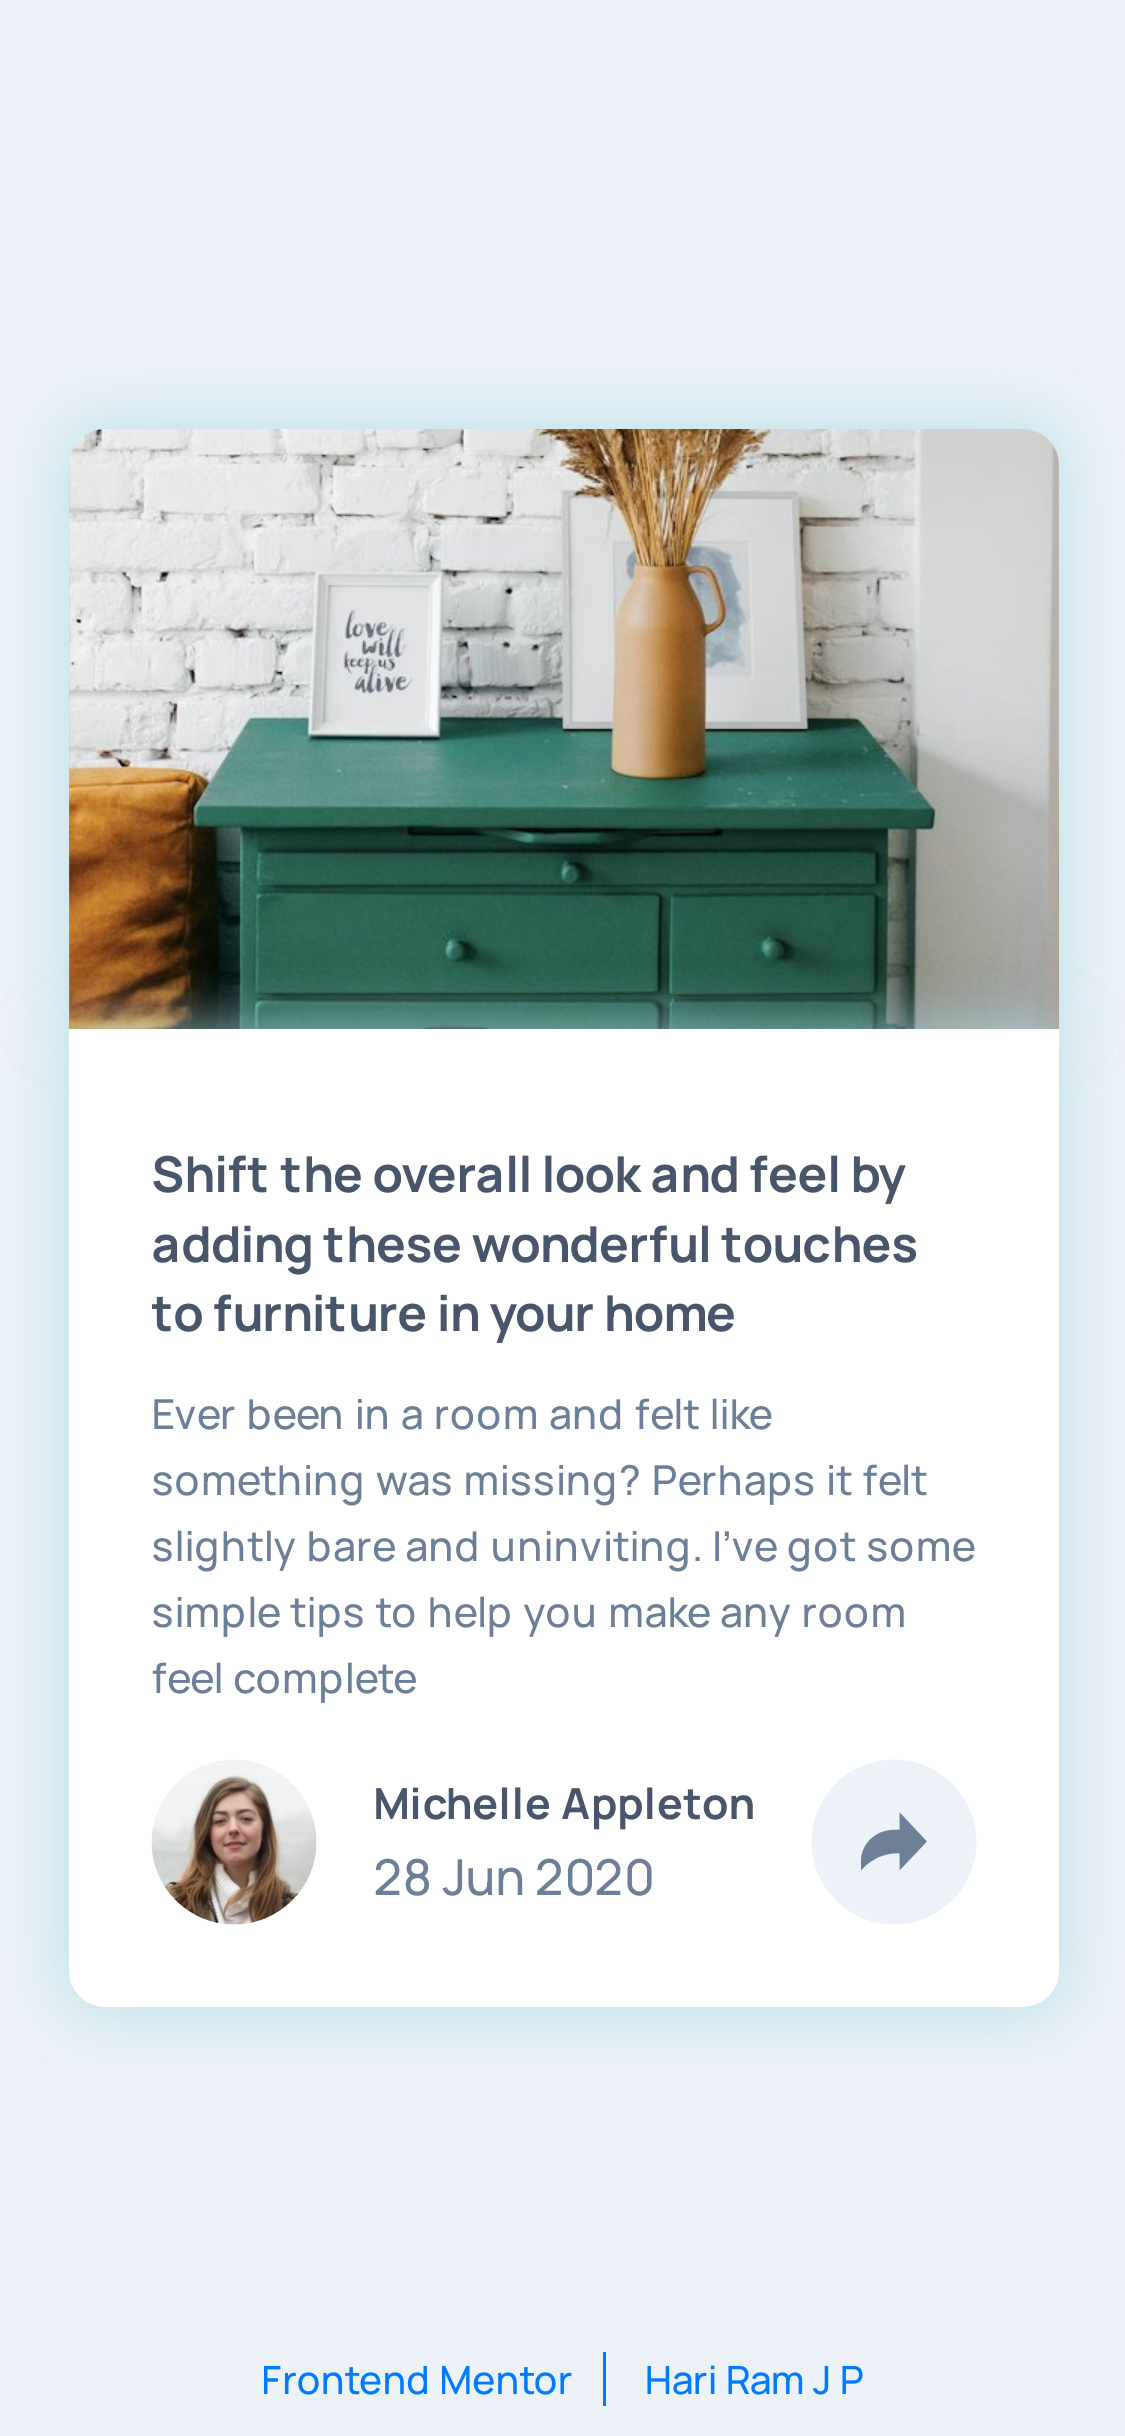 love
will
keep us
alive
Shift the overall look and feel by
adding these wonderful touches
to furniture in your home
Ever been in a room and felt like
something was missing? Perhaps it felt
slightly bare and uninviting. I’ve got some
simple tips to help you make any room
feel complete
Michelle Appleton
28 Jun 2020
Frontend Mentor
Hari Ram J P